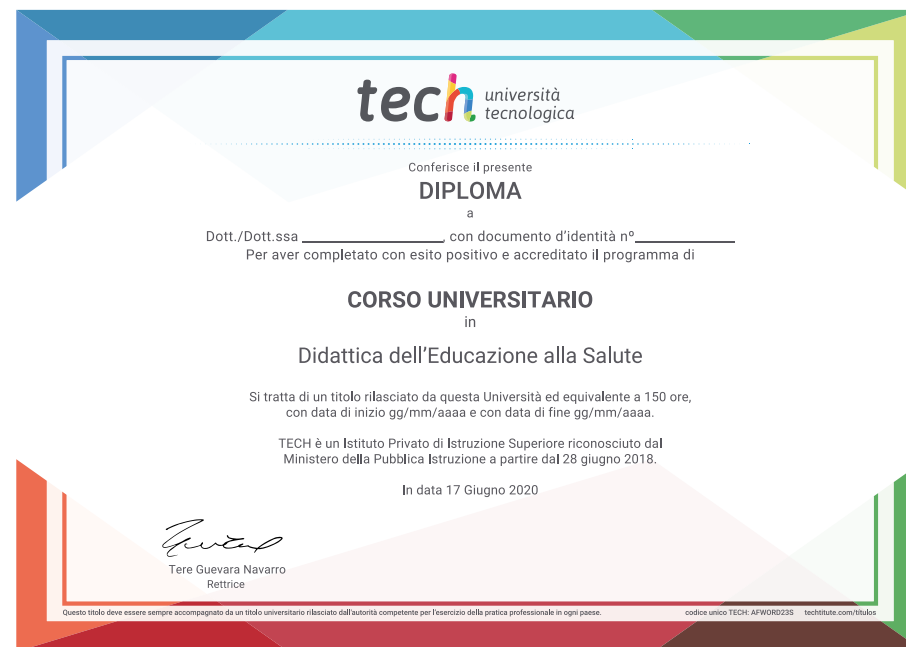 tech università
tecnologica
Conferisce il presente
DIPLOMA
a
Dott./Dott.ssa ____________________, con documento d'identità nº______________
Per aver completato con esito positivo e accreditato il programma di
CORSO UNIVERSITARIO
in
Didattica dell'Educazione alla Salute
Si tratta di un titolo rilasciato da questa Università ed equivalente a 150 ore,
con data di inizio gg/mm/aaaa e con data di fine gg/mm/aaaa.
TECH è un Istituto Privato di Istruzione Superiore riconosciuto dal
Ministero della Pubblica Istruzione a partire dal 28 giugno 2018.
In data 17 Giugno 2020
Tere Guevara Navarro
Rettrice
Questo titolo deve essere sempre accompagnato da un titolo universitario rilasciato dall'autorità competente per l'esercizio della pratica professionale in ogni paese. codice unico TECH: AFWORD23S techtitute.com/títulos